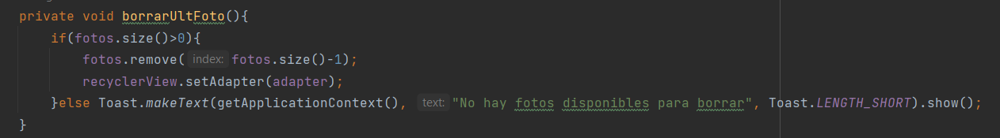 private void borrarUltFoto(){
if(fotos.size()>0){
fotos.remove( index: fotos.size()-1);
recyclerView.setAdapter(adapter);
}else Toast.makeText(getApplicationContext(), text: "No hay fotos disponibles para borrar", Toast.LENGTH_SHORT).show();
}